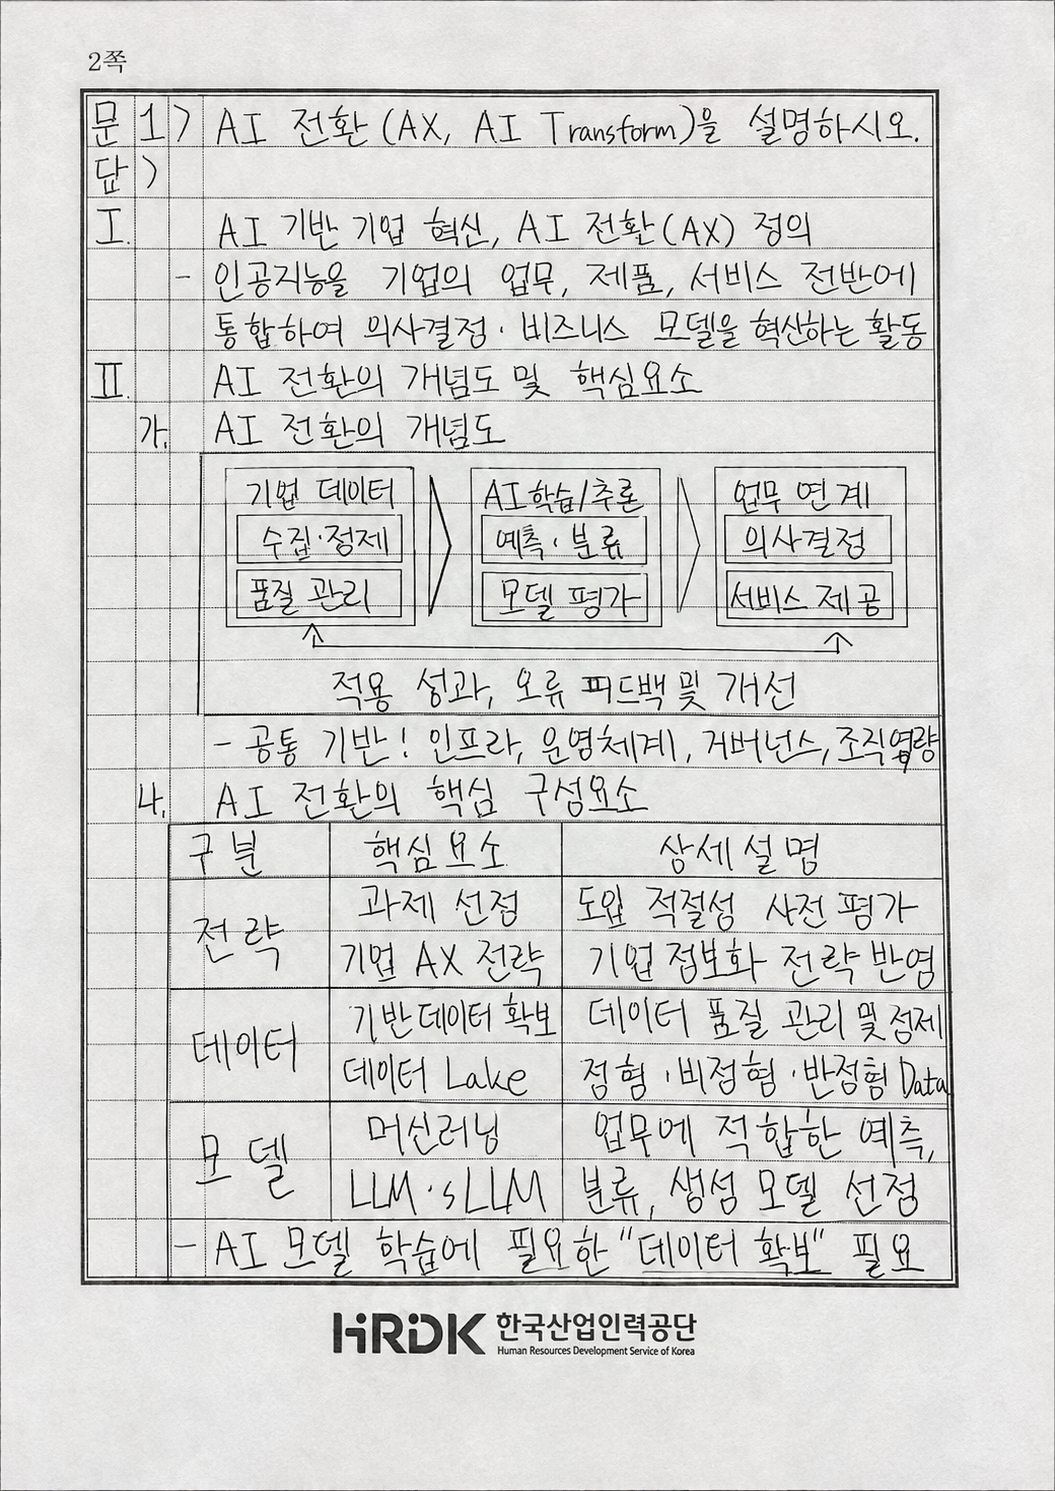 2쪽
문 1) AI 전환 (AX, AI Transform)을 설명하시오.
답)
I. AI 기반 기업 혁신, AI 전환(AX) 정의
- 인공지능을 기업의 업무, 제품, 서비스 전반에
통합하여 의사결정·비즈니스 모델을 혁신하는 활동
II. AI 전환의 개념도 및 핵심요소
가. AI 전환의 개념도
기업 데이터
수집·정제
품질 관리
AI학습/추론
예측·분류
모델 평가
업무 연계
의사결정
서비스 제공
적용 성과, 오류 피드백 및 개선
- 공통 기반: 인프라, 운영체계, 거버넌스, 조직역량
나. AI 전환의 핵심 구성요소
구분 핵심요소 상세설명
전략 과제 선정 도입 적절성 사전 평가
기업 AX 전략 기업 정보화 전략 반영
데이터 기반데이터 확보 데이터 품질 관리 및 정제
데이터 Lake 정형·비정형·반정형 Data
모델 머신러닝 업무에 적합한 예측,
LLM·sLLM 분류, 생성 모델 선정
- AI 모델 학습에 필요한 "데이터 확보" 필요
HRDK 한국산업인력공단
Human Resources Development Service of Korea